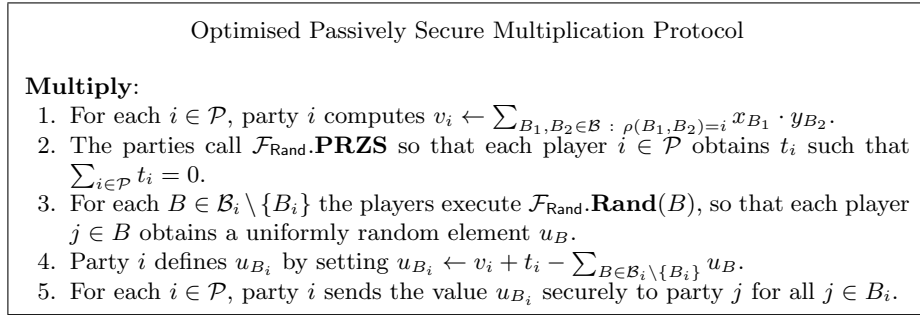 Optimised Passively Secure Multiplication Protocol
Multiply:
1. For each i ∈ 𝒫, party i computes v_i ← ∑_{B_1,B_2∈ℬ : ρ(B_1,B_2)=i} x_{B_1} · y_{B_2}.
2. The parties call ℱ_Rand.PRZS so that each player i ∈ 𝒫 obtains t_i such that
∑_{i∈𝒫} t_i = 0.
3. For each B ∈ ℬ_i \ {B_i} the players execute ℱ_Rand.Rand(B), so that each player
j ∈ B obtains a uniformly random element u_B.
4. Party i defines u_{B_i} by setting u_{B_i} ← v_i + t_i − ∑_{B∈ℬ_i\{B_i}} u_B.
5. For each i ∈ 𝒫, party i sends the value u_{B_i} securely to party j for all j ∈ B_i.